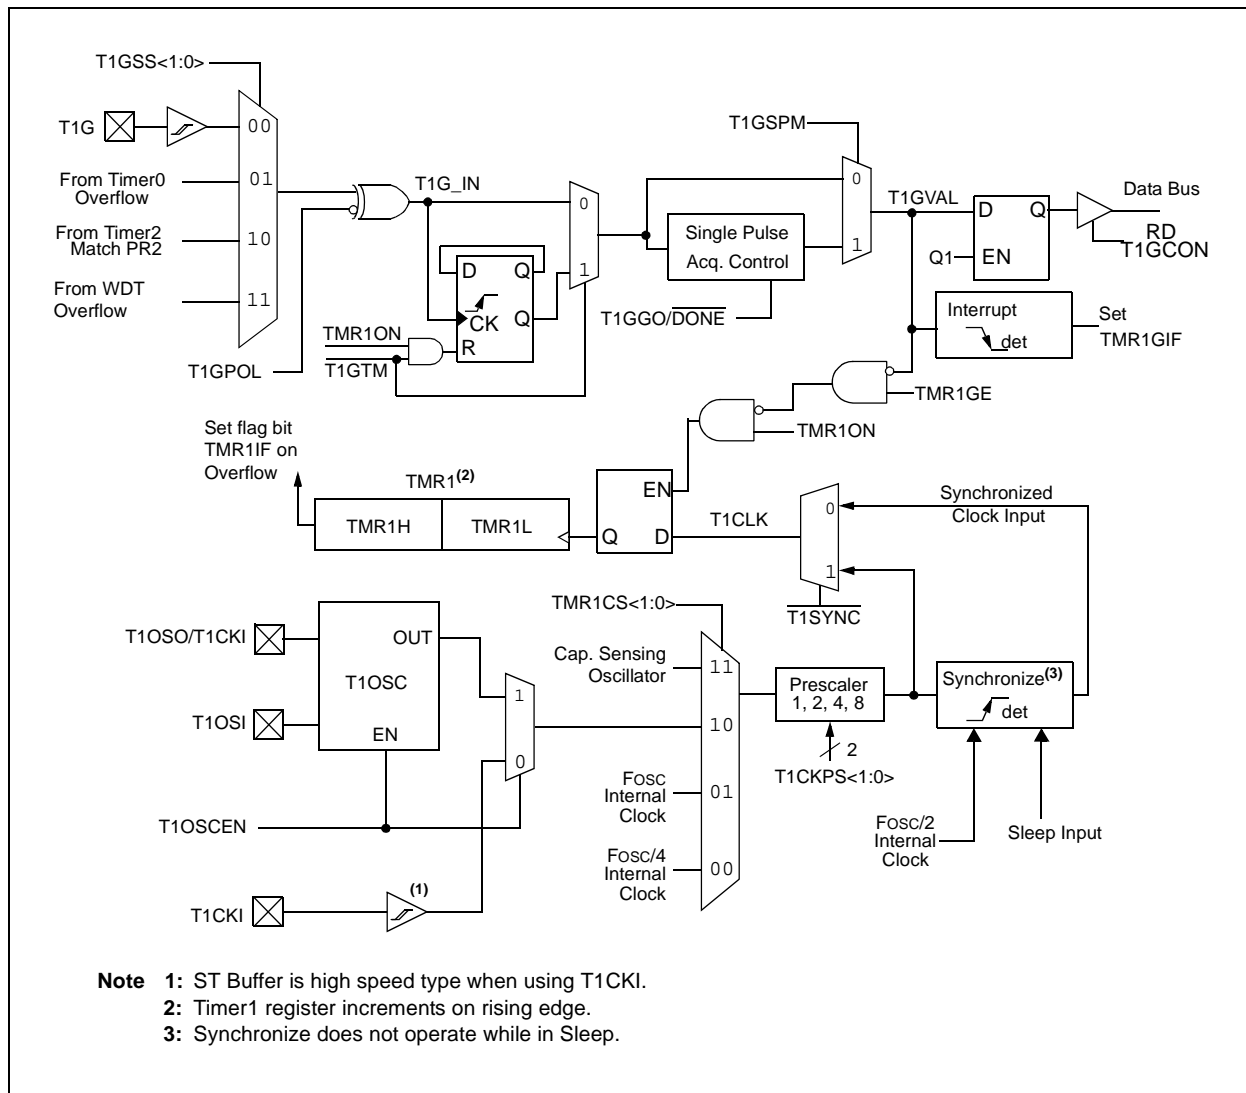 T1GSS<1:0>
T1G
00
From Timer0
Overflow
01
From Timer2
Match PR2
10
From WDT
Overflow
11
T1GPOL
T1G_IN
0
1
D
Q
CK
Q
R
TMR1ON
T1GTM
Single Pulse
Acq. Control
T1GGO/DONE
T1GSPM
0
1
T1GVAL
D
Q
Q1
EN
Data Bus
RD
T1GCON
Interrupt
det
Set
TMR1GIF
TMR1GE
TMR1ON
Set flag bit
TMR1IF on
Overflow
TMR1(2)
TMR1H
TMR1L
EN
Q
D
T1CLK
0
1
T1SYNC
Synchronized
Clock Input
T1OSO/T1CKI
OUT
T1OSC
T1OSI
EN
1
0
T1OSCEN
T1CKI
(1)
TMR1CS<1:0>
Cap. Sensing
Oscillator
11
10
FOSC
Internal
Clock
01
FOSC/4
Internal
Clock
00
Prescaler
1, 2, 4, 8
2
T1CKPS<1:0>
Synchronize(3)
det
FOSC/2
Internal
Clock
Sleep Input
Note 1: ST Buffer is high speed type when using T1CKI.
2: Timer1 register increments on rising edge.
3: Synchronize does not operate while in Sleep.